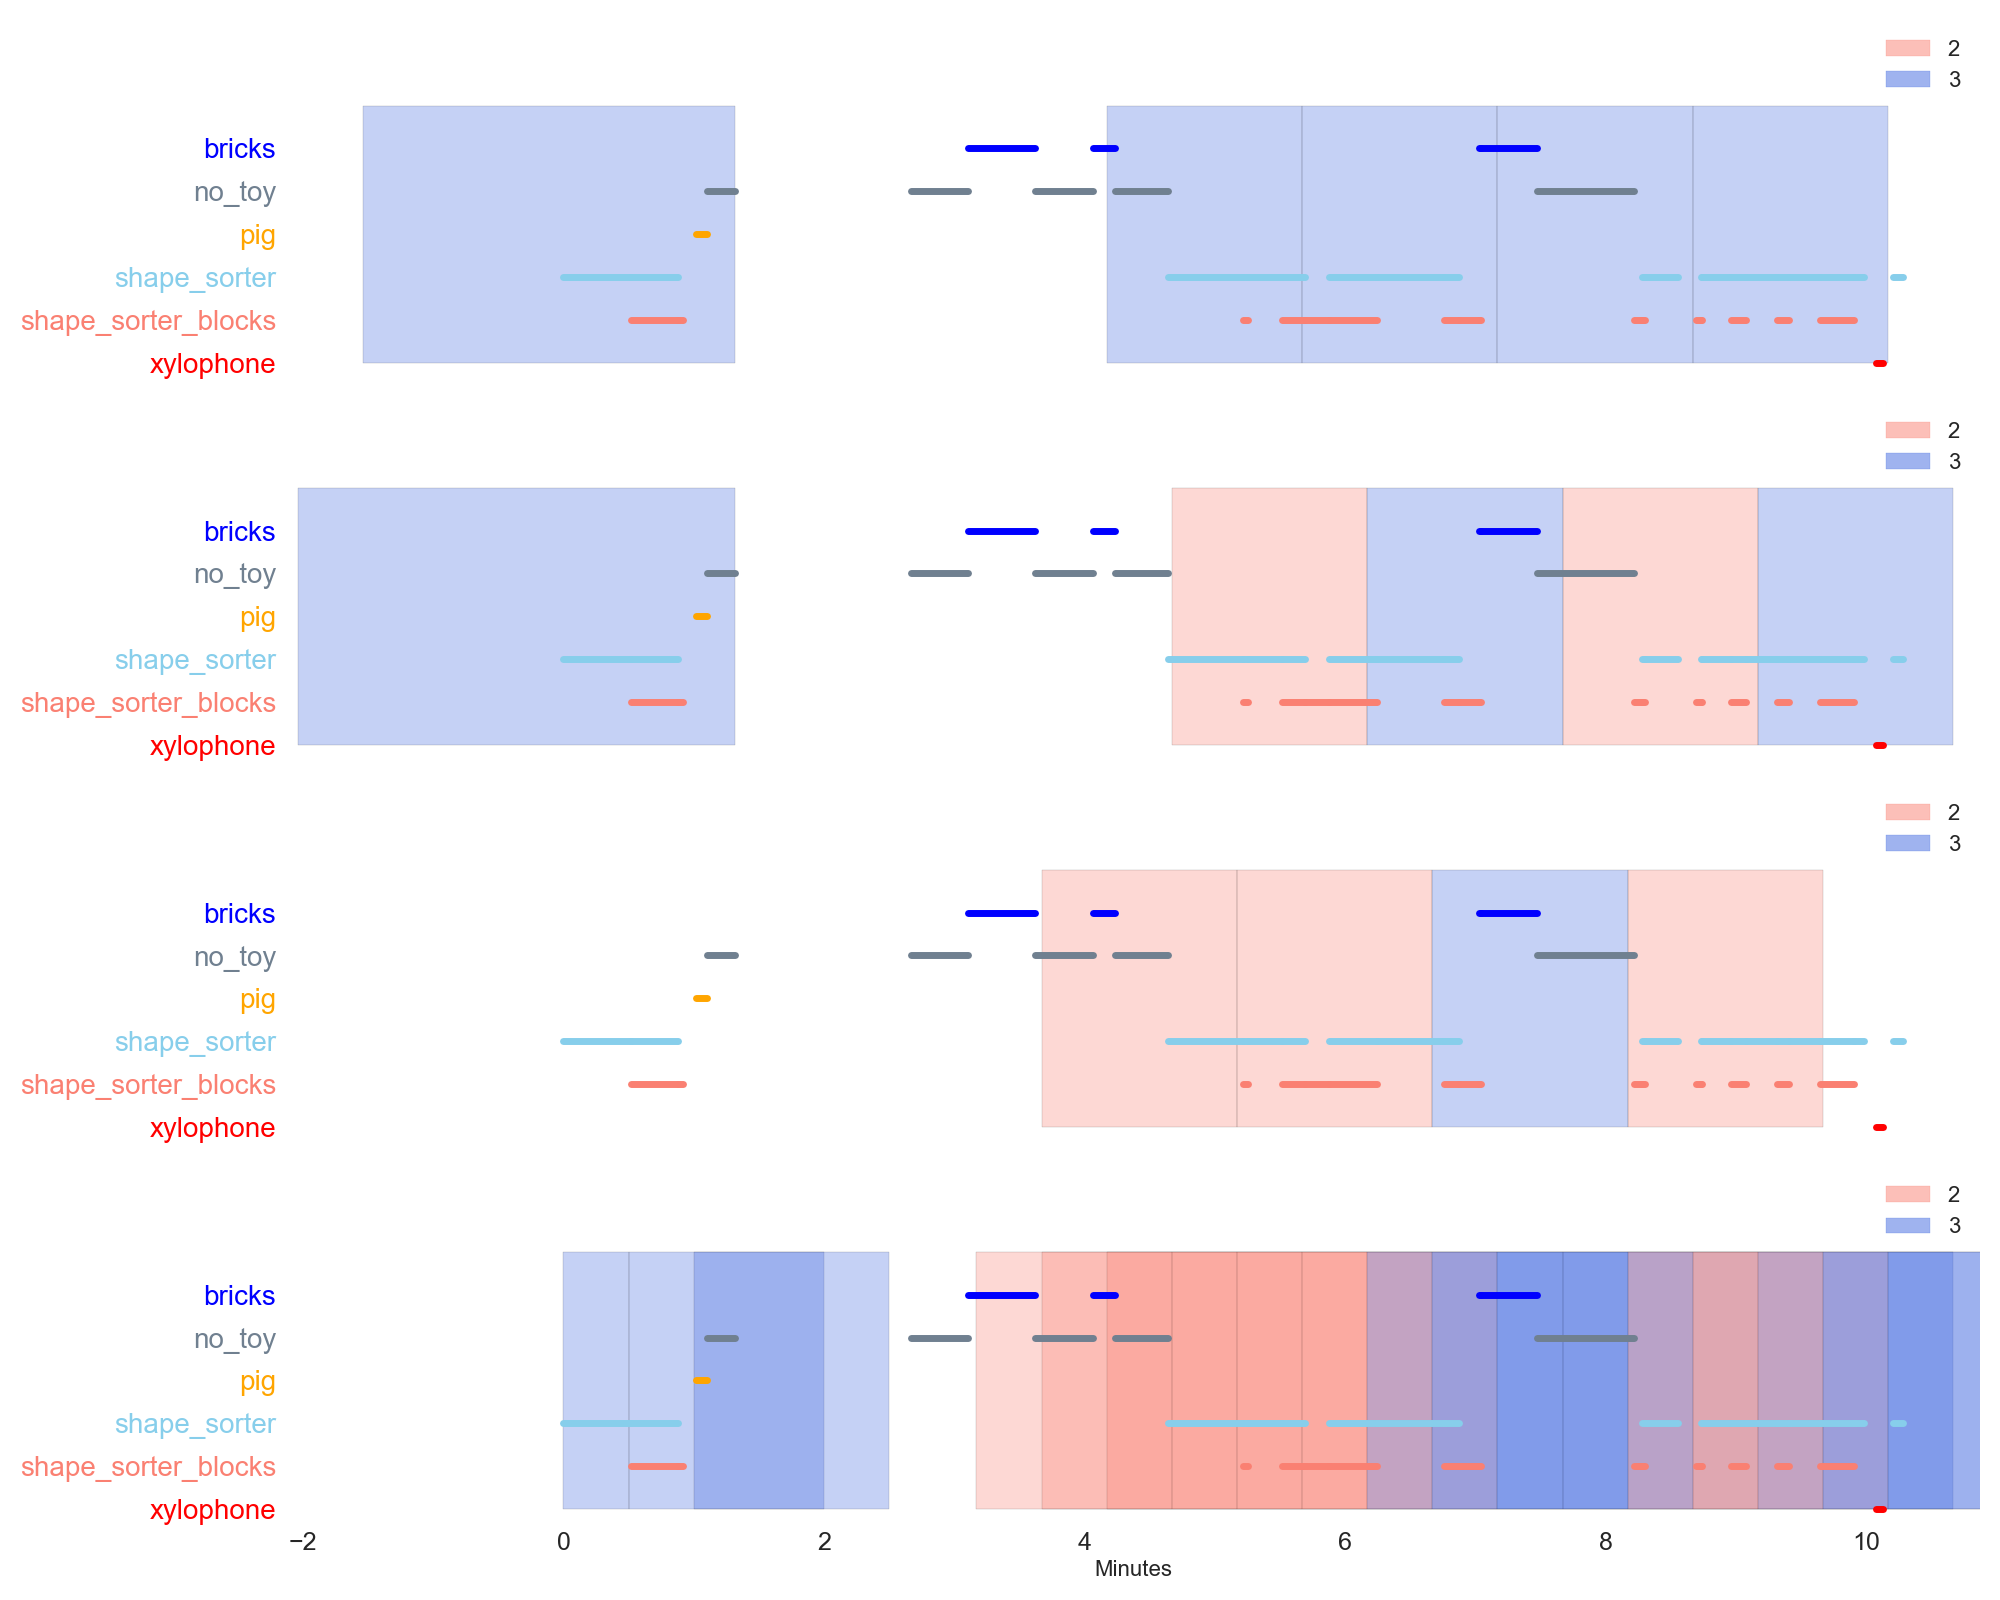 2
3
bricks
no_toy
pig
shape_sorter
shape_sorter_blocks
xylophone
2
3
bricks
no_toy
pig
shape_sorter
shape_sorter_blocks
xylophone
2
3
bricks
no_toy
pig
shape_sorter
shape_sorter_blocks
xylophone
2
3
bricks
no_toy
pig
shape_sorter
shape_sorter_blocks
xylophone
−2 0 2 4 6 8 10
Minutes